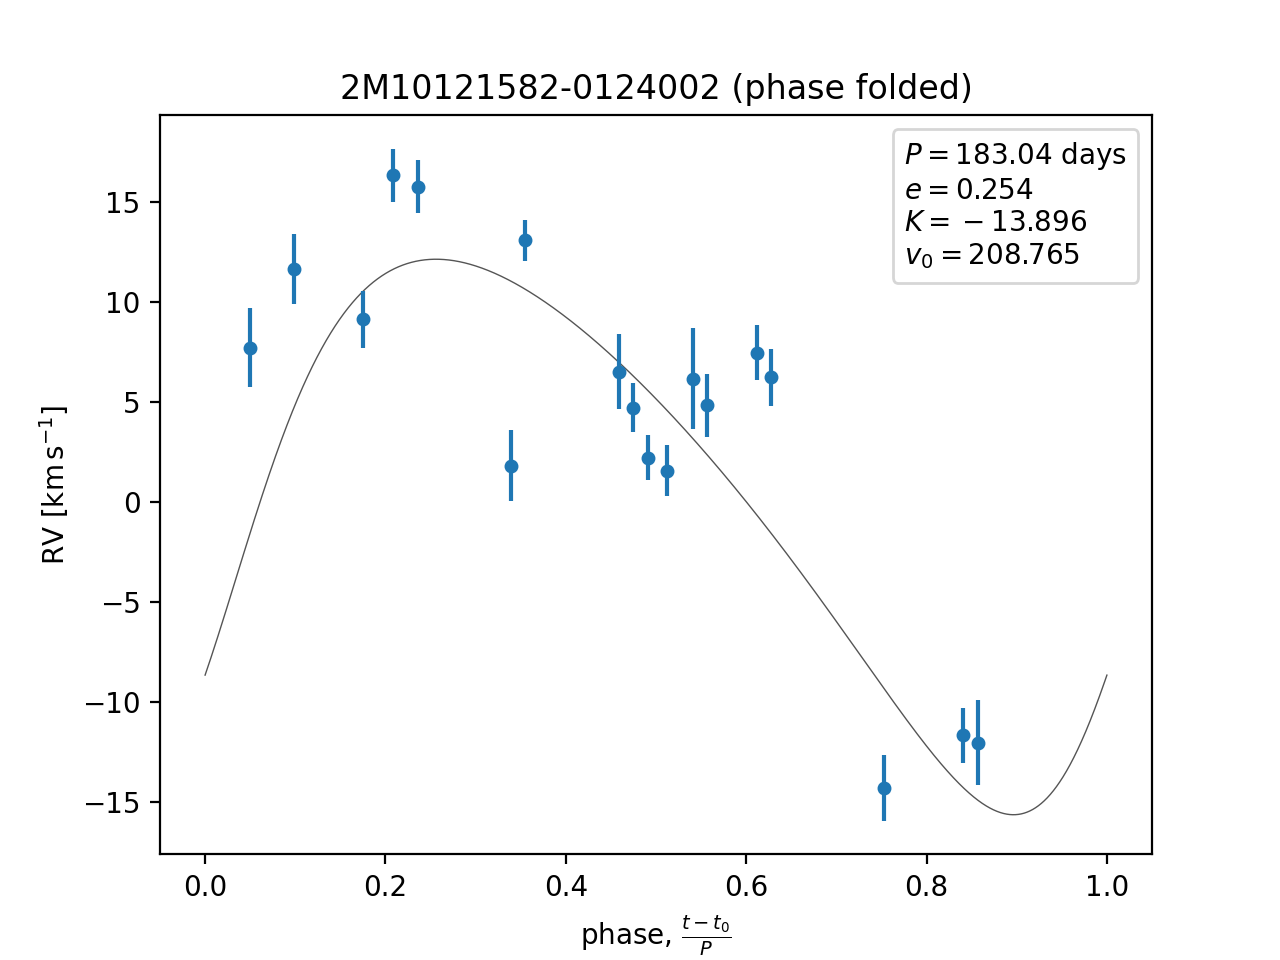 2M10121582-0124002 (phase folded)
P = 183.04 days
e = 0.254
K = −13.896
v₀ = 208.765
RV [km s⁻¹]
15
10
5
0
−5
−10
−15
0.0 0.2 0.4 0.6 0.8 1.0
phase, (t − t₀)/P